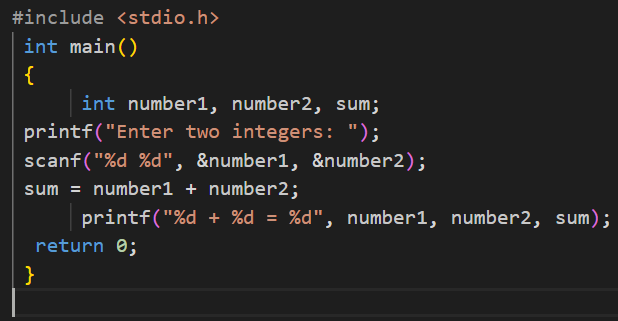 #include <stdio.h>
int main()
{
int number1, number2, sum;
printf("Enter two integers: ");
scanf("%d %d", &number1, &number2);
sum = number1 + number2;
printf("%d + %d = %d", number1, number2, sum);
return 0;
}